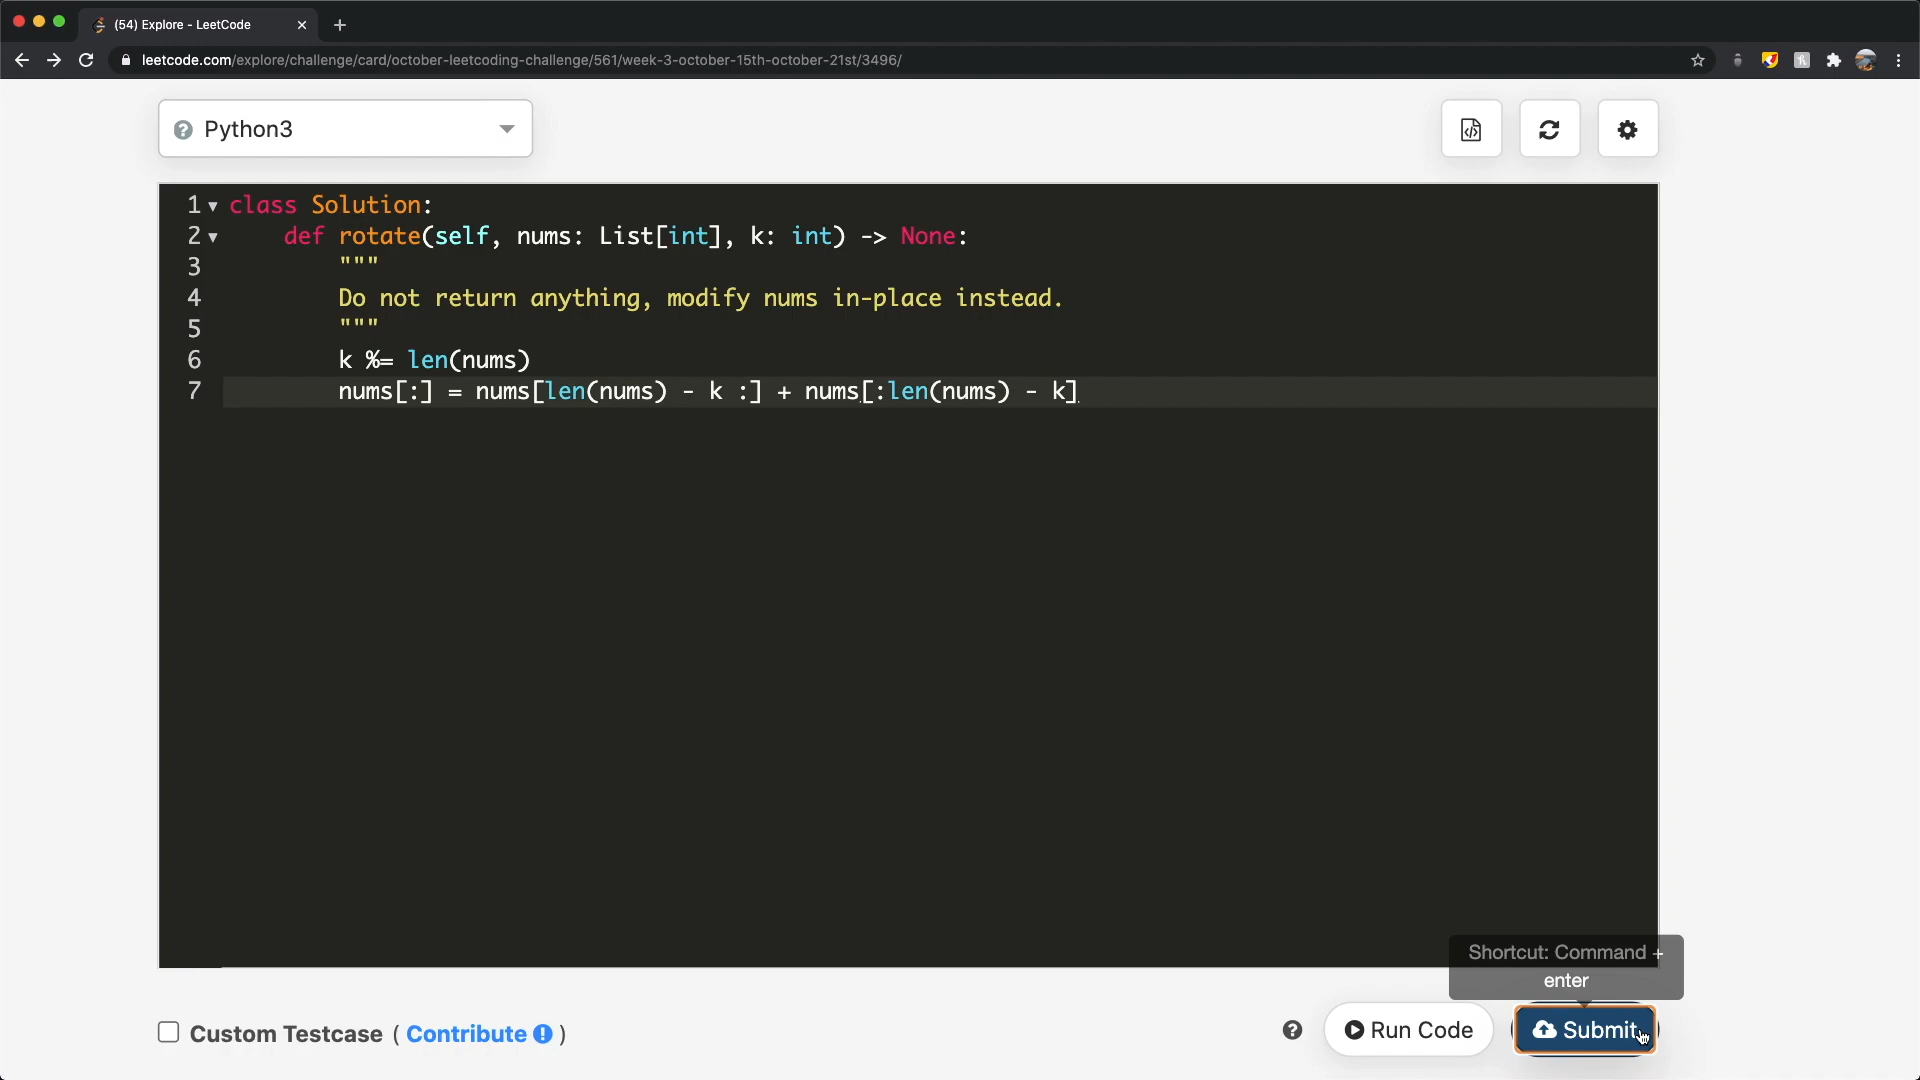 (54) Explore - LeetCode
leetcode.com/explore/challenge/card/october-leetcoding-challenge/561/week-3-october-15th-october-21st/3496/
Python3
1 class Solution:
2     def rotate(self, nums: List[int], k: int) -> None:
3         """
4         Do not return anything, modify nums in-place instead.
5         """
6         k %= len(nums)
7         nums[:] = nums[len(nums) - k :] + nums[:len(nums) - k]
Shortcut: Command +
enter
Custom Testcase ( Contribute )
Run Code
Submit